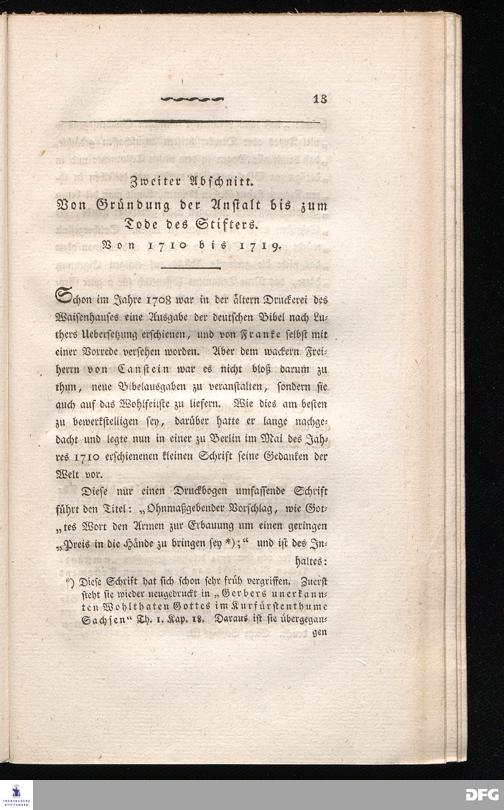 13
Zweiter Abschnitt.
Von Gründung der Anstalt bis zum
Tode des Stifters.
Von 1710 bis 1719.
Schon im Jahre 1708 war in der ältern Druckerei des
Waisenhauses eine Ausgabe der deutschen Bibel nach Lu-
thers Uebersetzung erschienen, und von Franke selbst mit
einer Vorrede versehen worden. Aber dem wackern Frei-
herrn von Canstein war es nicht bloß darum zu
thun, neue Bibelausgaben zu veranstalten, sondern sie
auch auf das Wohlfeilste zu liefern. Wie dies am besten
zu bewerkstelligen sey, darüber hatte er lange nachge-
dacht und legte nun in einer zu Berlin im Mai des Jah-
res 1710 erschienenen kleinen Schrift seine Gedanken der
Welt vor.
Diese nur einen Druckbogen umfassende Schrift
führt den Titel: „Ohnmaßgebender Vorschlag, wie Got-
„tes Wort den Armen zur Erbauung um einen geringen
„Preis in die Hände zu bringen sey *);“ und ist des In-
haltes:
*) Diese Schrift hat sich schon sehr früh vergriffen. Zuerst
sieht sie wieder neugedruckt in „Gerbers unerkann-
ten Wohlthaten Gottes im Kurfürstenthume
Sachsen“ Th. 1. Kap. 18. Daraus ist sie übergegan-
gen
FRANCKESCHE
STIFTUNGEN
DFG